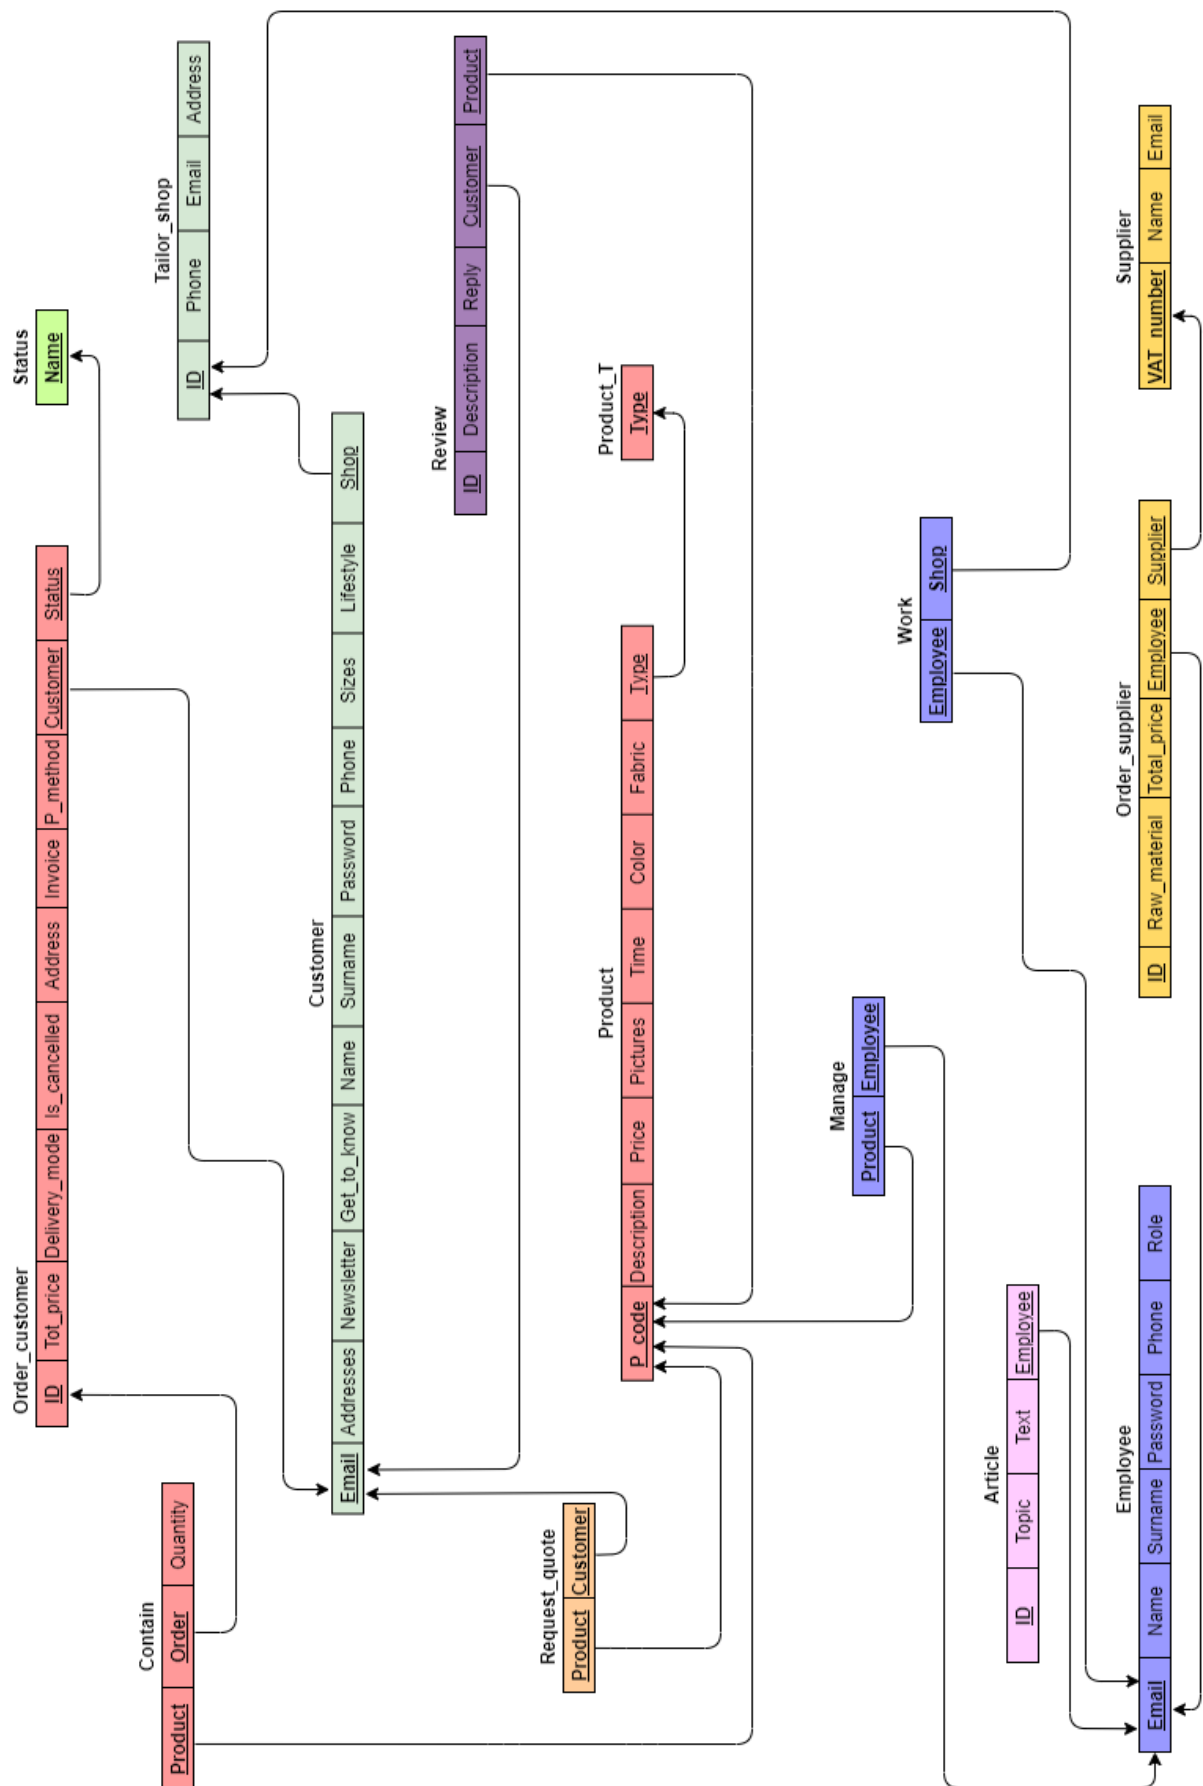 Contain
Product Order Quantity
Order_customer
ID Tot_price Delivery_mode Is_cancelled Address Invoice P_method Customer Status
Status
Name
Tailor_shop
ID Phone Email Address
Customer
Email Addresses Newsletter Get_to_know Name Surname Password Phone Sizes Lifestyle Shop
Review
ID Description Reply Customer Product
Request_quote
Product Customer
Product
P_code Description Price Pictures Time Color Fabric Type
Product_T
Type
Manage
Product Employee
Work
Employee Shop
Article
ID Topic Text Employee
Employee
Email Name Surname Password Phone Role
Order_supplier
ID Raw_material Total_price Employee Supplier
Supplier
VAT_number Name Email